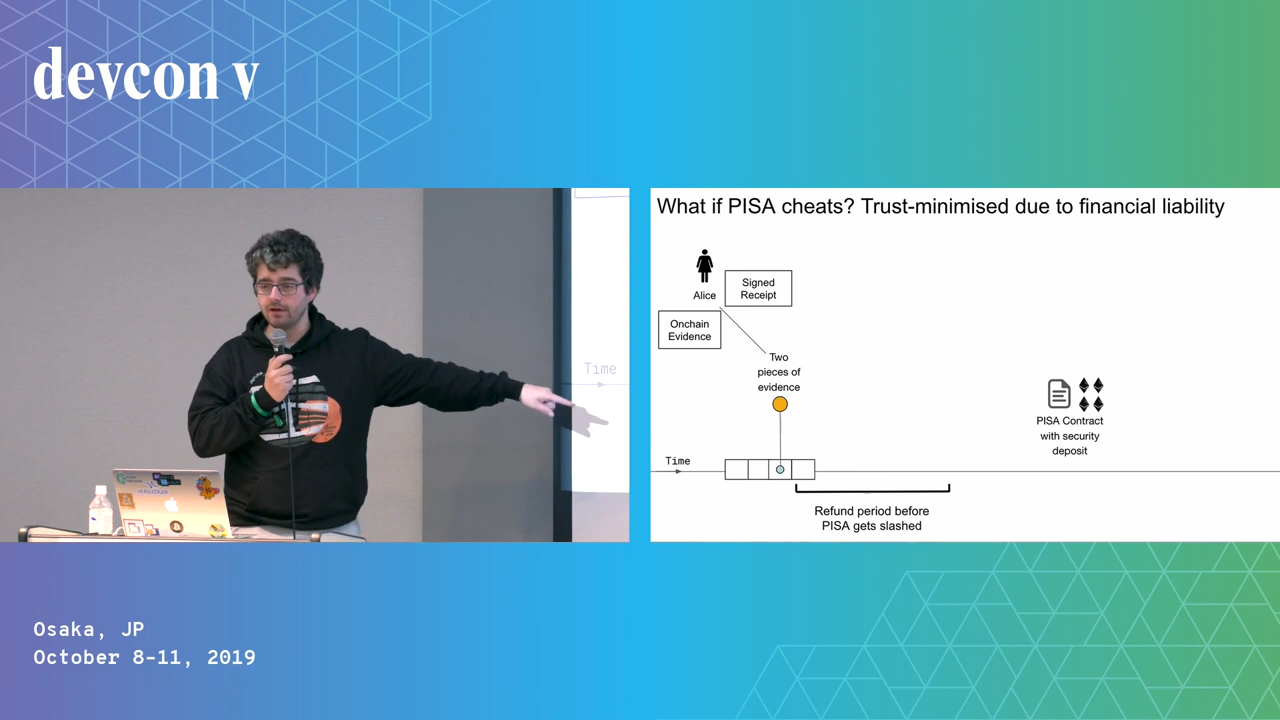 devcon v
Time
What if PISA cheats? Trust-minimised due to financial liability
Alice
Signed
Receipt
Onchain
Evidence
Two
pieces of
evidence
PISA Contract
with security
deposit
Time
Refund period before
PISA gets slashed
Osaka, JP
October 8-11, 2019